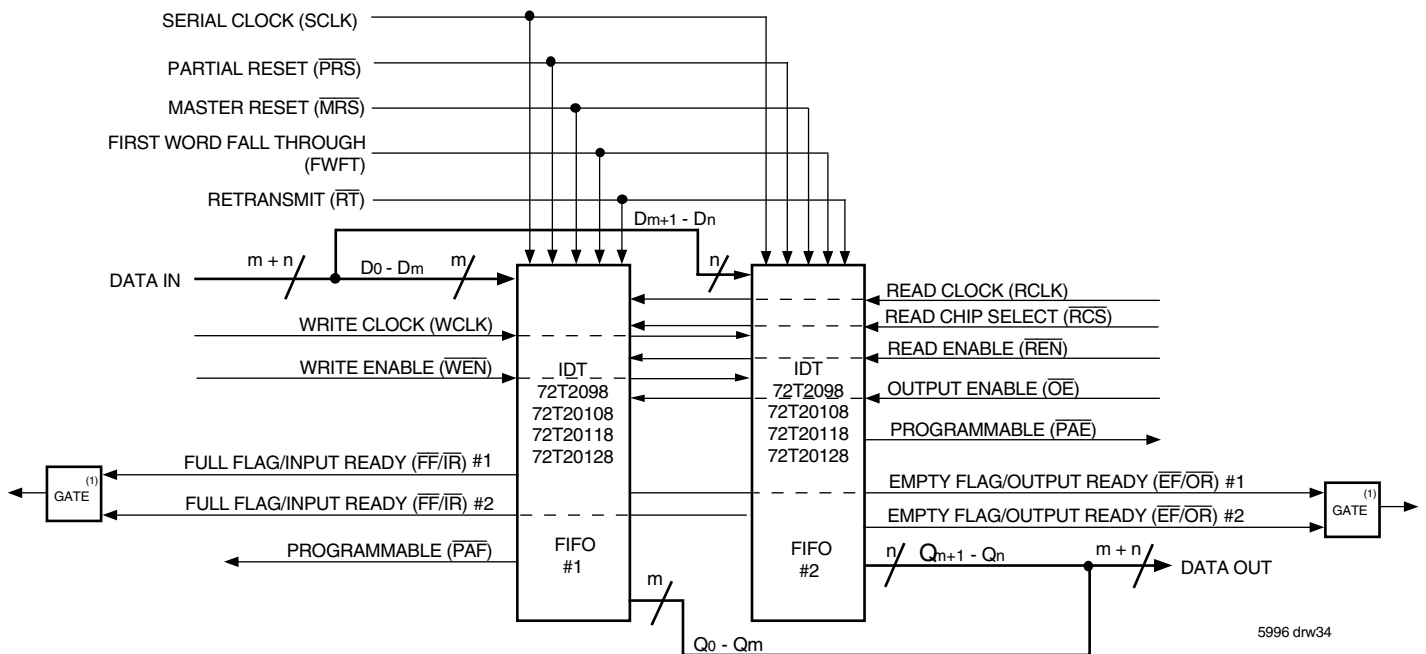 SERIAL CLOCK (SCLK)
PARTIAL RESET (PRS)
MASTER RESET (MRS)
FIRST WORD FALL THROUGH
(FWFT)
RETRANSMIT (RT)
Dm+1 - Dn
m + n
D0 - Dm
m
n
DATA IN
READ CLOCK (RCLK)
WRITE CLOCK (WCLK)
READ CHIP SELECT (RCS)
WRITE ENABLE (WEN)
READ ENABLE (REN)
IDT
72T2098
72T20108
72T20118
72T20128
IDT
72T2098
72T20108
72T20118
72T20128
OUTPUT ENABLE (OE)
PROGRAMMABLE (PAE)
FULL FLAG/INPUT READY (FF/IR) #1
EMPTY FLAG/OUTPUT READY (EF/OR) #1
GATE (1)
GATE (1)
FULL FLAG/INPUT READY (FF/IR) #2
EMPTY FLAG/OUTPUT READY (EF/OR) #2
PROGRAMMABLE (PAF)
FIFO
#1
FIFO
#2
n
Qm+1 - Qn
m + n
DATA OUT
m
Q0 - Qm
5996 drw34